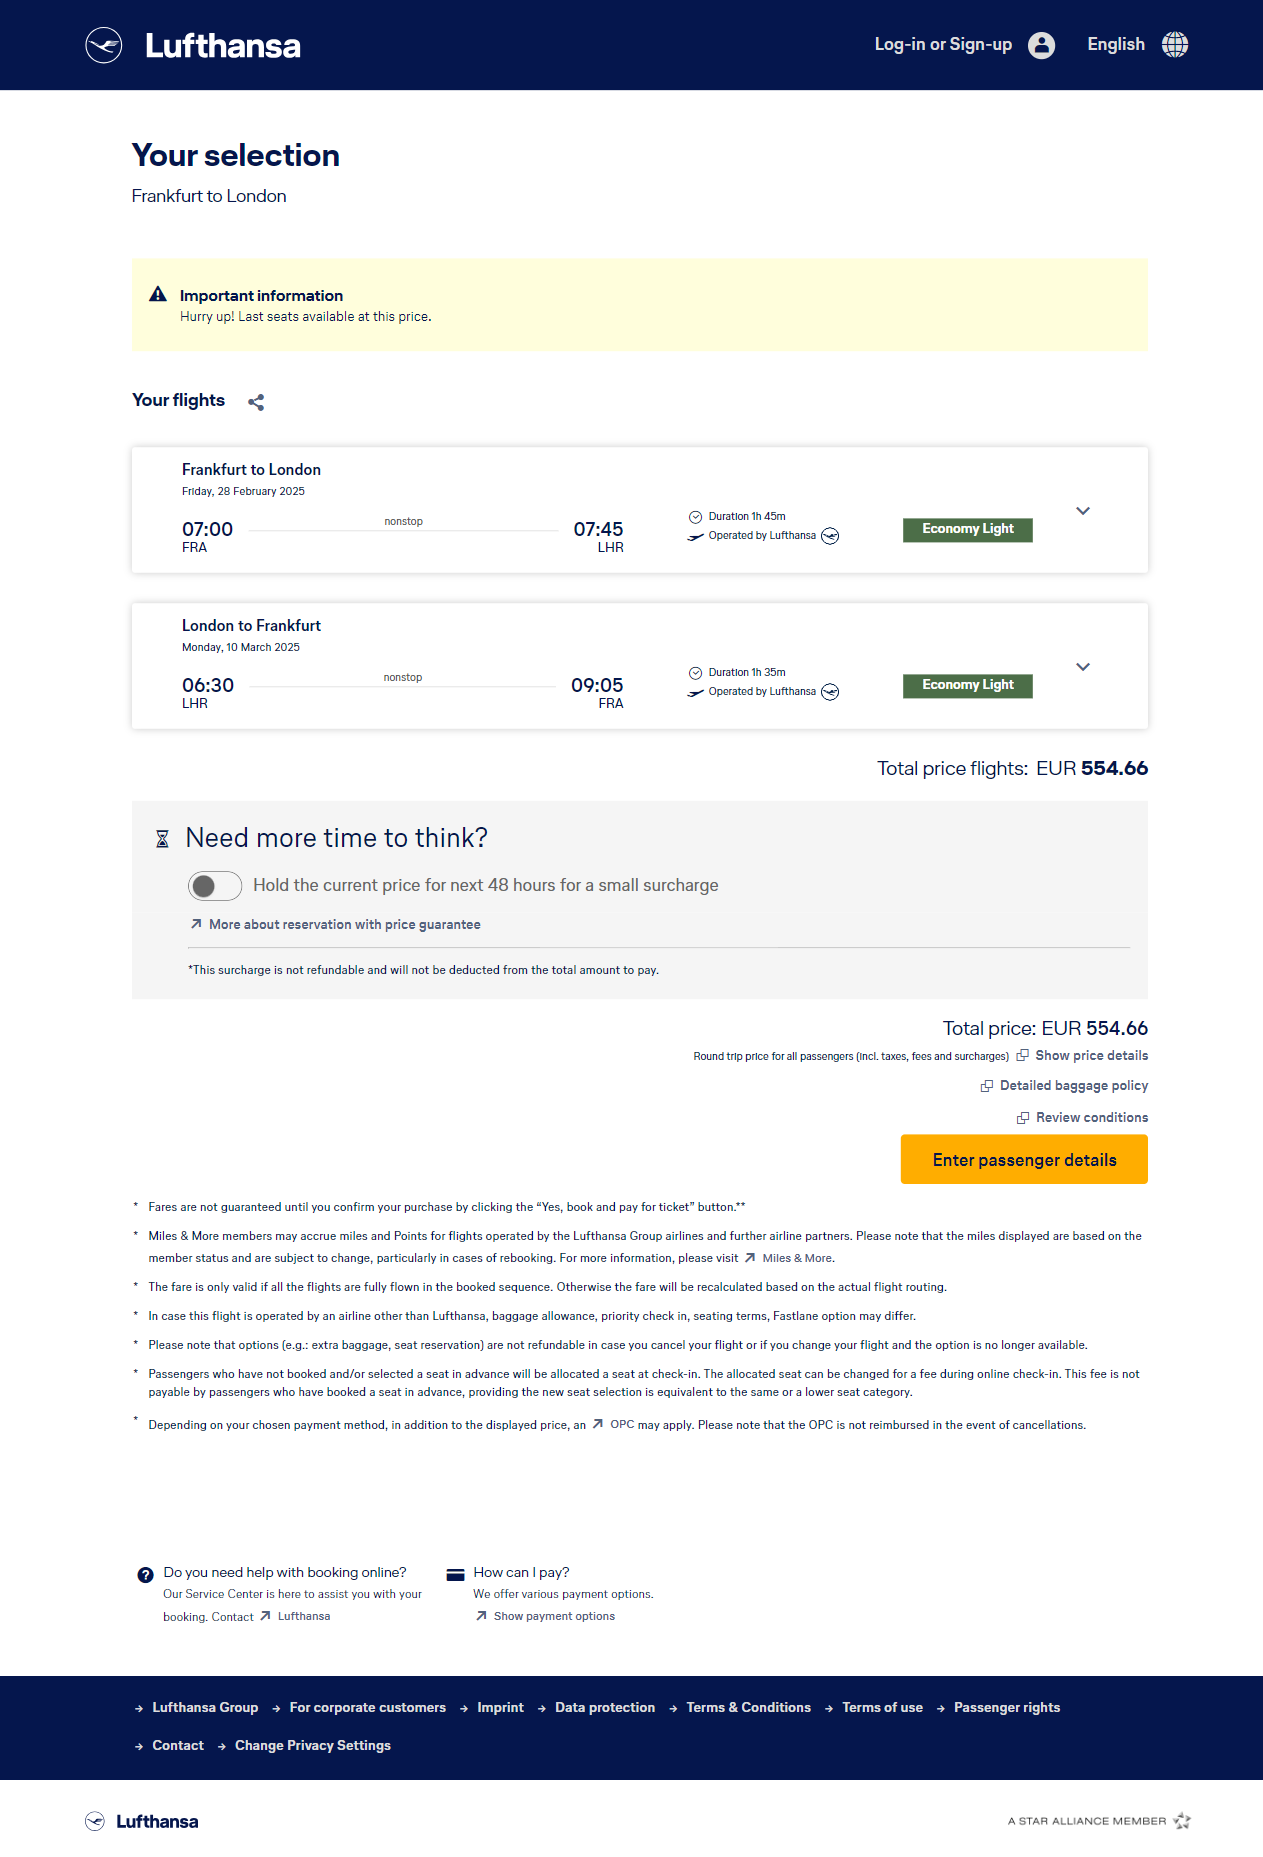 Lufthansa
Log-in or Sign-up
English
Your selection
Frankfurt to London
Important information
Hurry up! Last seats available at this price.
Your flights
Frankfurt to London
Friday, 28 February 2025
07:00
nonstop
07:45
FRA
LHR
Duration 1h 45m
Operated by Lufthansa
Economy Light
London to Frankfurt
Monday, 10 March 2025
06:30
nonstop
09:05
LHR
FRA
Duration 1h 35m
Operated by Lufthansa
Economy Light
Total price flights: EUR 554.66
Need more time to think?
Hold the current price for next 48 hours for a small surcharge
More about reservation with price guarantee
*This surcharge is not refundable and will not be deducted from the total amount to pay.
Total price: EUR 554.66
Round trip price for all passengers (incl. taxes, fees and surcharges) Show price details
Detailed baggage policy
Review conditions
Enter passenger details
* Fares are not guaranteed until you confirm your purchase by clicking the “Yes, book and pay for ticket” button.**
* Miles & More members may accrue miles and Points for flights operated by the Lufthansa Group airlines and further airline partners. Please note that the miles displayed are based on the
member status and are subject to change, particularly in cases of rebooking. For more information, please visit Miles & More.
* The fare is only valid if all the flights are fully flown in the booked sequence. Otherwise the fare will be recalculated based on the actual flight routing.
* In case this flight is operated by an airline other than Lufthansa, baggage allowance, priority check in, seating terms, Fastlane option may differ.
* Please note that options (e.g.: extra baggage, seat reservation) are not refundable in case you cancel your flight or if you change your flight and the option is no longer available.
* Passengers who have not booked and/or selected a seat in advance will be allocated a seat at check-in. The allocated seat can be changed for a fee during online check-in. This fee is not
payable by passengers who have booked a seat in advance, providing the new seat selection is equivalent to the same or a lower seat category.
* Depending on your chosen payment method, in addition to the displayed price, an OPC may apply. Please note that the OPC is not reimbursed in the event of cancellations.
Do you need help with booking online?
Our Service Center is here to assist you with your
booking. Contact Lufthansa
How can I pay?
We offer various payment options.
Show payment options
Lufthansa Group
For corporate customers
Imprint
Data protection
Terms & Conditions
Terms of use
Passenger rights
Contact
Change Privacy Settings
Lufthansa
A STAR ALLIANCE MEMBER